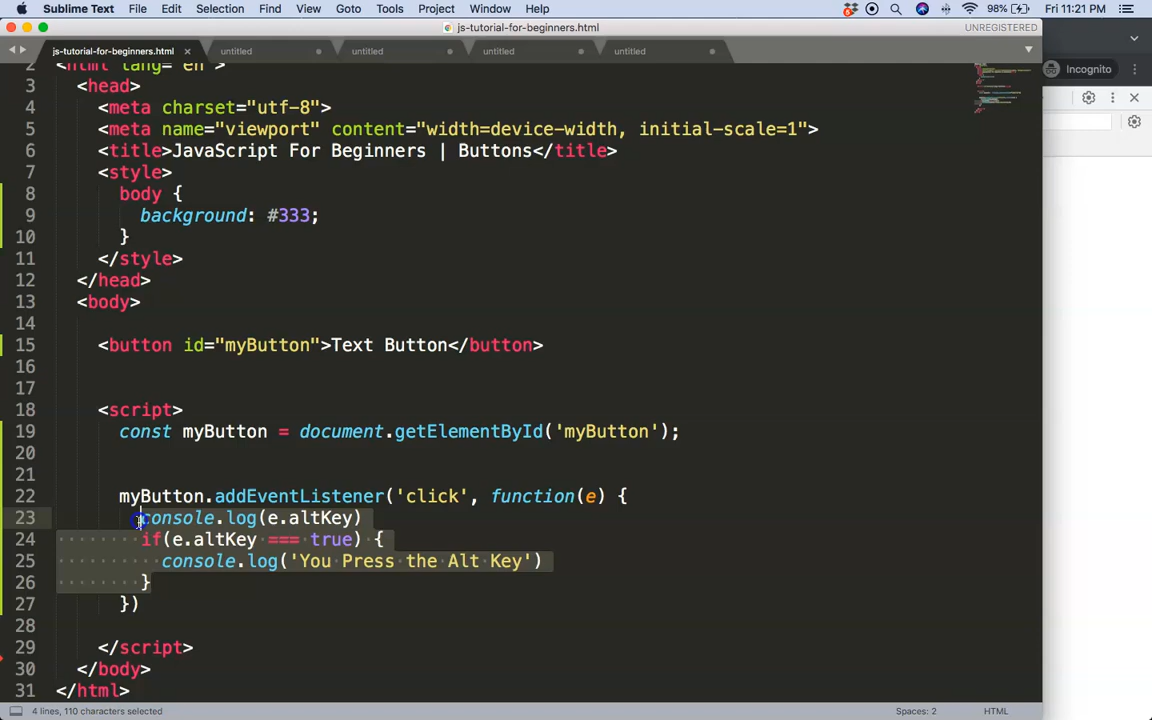 Sublime Text File Edit Selection Find View Goto Tools Project Window Help 98% Fri 11:21 PM
js-tutorial-for-beginners.html UNREGISTERED
js-tutorial-for-beginners.html untitled untitled untitled untitled
Incognito
2 <html lang="en">
3 <head>
4 <meta charset="utf-8">
5 <meta name="viewport" content="width=device-width, initial-scale=1">
6 <title>JavaScript For Beginners | Buttons</title>
7 <style>
8 body {
9 background: #333;
10 }
11 </style>
12 </head>
13 <body>
14
15 <button id="myButton">Text Button</button>
16
17
18 <script>
19 const myButton = document.getElementById('myButton');
20
21
22 myButton.addEventListener('click', function(e) {
23 console.log(e.altKey)
24 if(e.altKey === true) {
25 console.log('You Press the Alt Key')
26 }
27 })
28
29 </script>
30 </body>
31 </html>
4 lines, 110 characters selected Spaces: 2 HTML